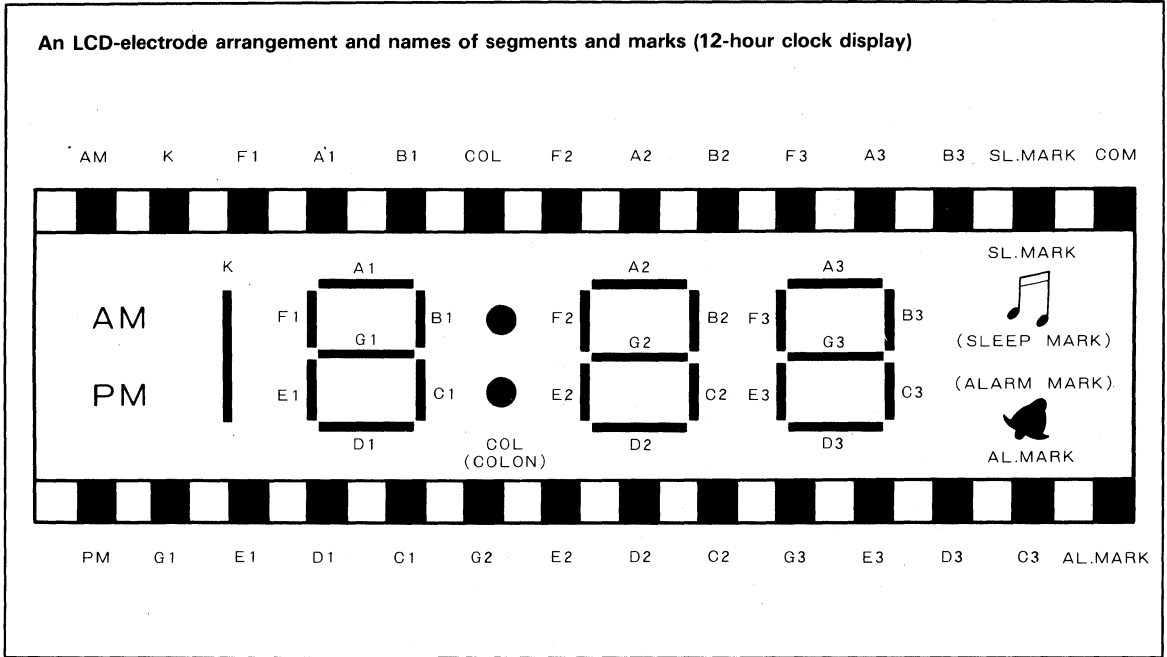 An LCD-electrode arrangement and names of segments and marks (12-hour clock display)
AM K F1 A1 B1 COL F2 A2 B2 F3 A3 B3 SL.MARK COM
K A1 A2 A3 SL.MARK
AM F1 B1 F2 B2 F3 B3
G1 G2 G3 (SLEEP MARK)
PM E1 C1 E2 C2 E3 C3 (ALARM MARK)
D1 COL D2 D3 AL.MARK
(COLON)
PM G1 E1 D1 C1 G2 E2 D2 C2 G3 E3 D3 C3 AL.MARK